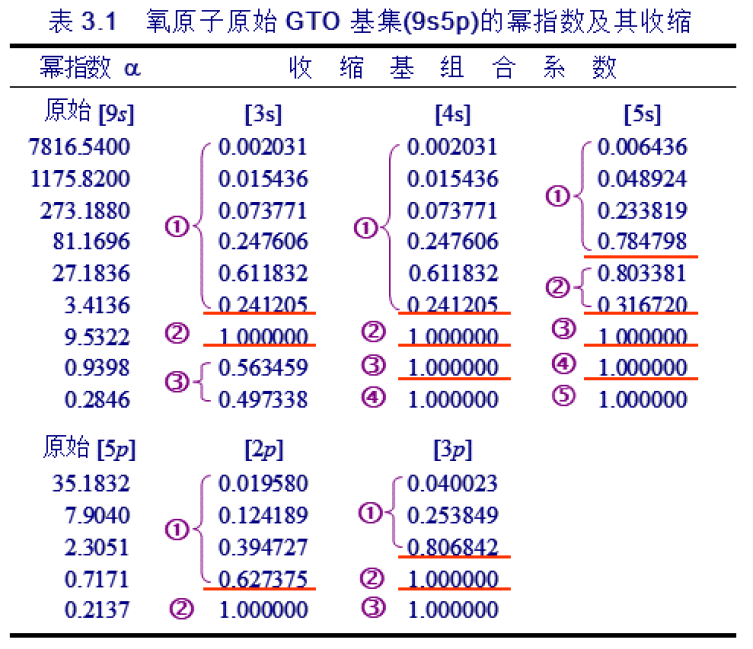 表 3.1 氧原子原始 GTO 基集(9s5p)的幂指数及其收缩
幂指数 α 收 缩 基 组 合 系 数
原始 [9s] [3s] [4s] [5s]
7816.5400 0.002031 0.002031 0.006436
1175.8200 0.015436 0.015436 0.048924
273.1880 ① 0.073771 ① 0.073771 ① 0.233819
81.1696 0.247606 0.247606 0.784798
27.1836 0.611832 0.611832 ② 0.803381
3.4136 0.241205 0.241205 0.316720
9.5322 ② 1.000000 ② 1.000000 ③ 1.000000
0.9398 ③ 0.563459 ③ 1.000000 ④ 1.000000
0.2846 0.497338 ④ 1.000000 ⑤ 1.000000
原始 [5p] [2p] [3p]
35.1832 0.019580 0.040023
7.9040 ① 0.124189 ① 0.253849
2.3051 0.394727 0.806842
0.7171 0.627375 ② 1.000000
0.2137 ② 1.000000 ③ 1.000000